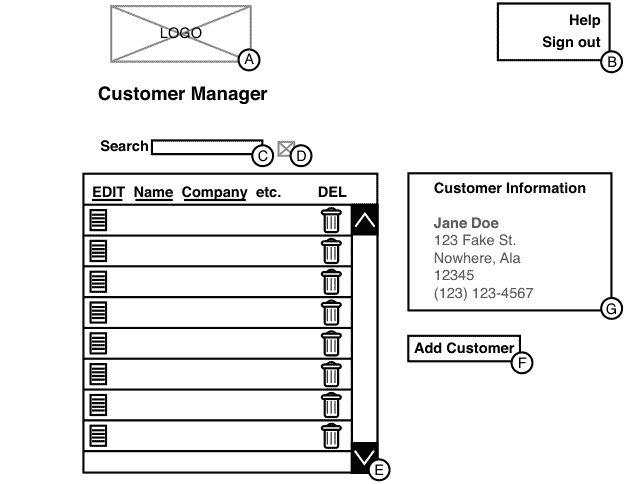 LOGO
A
Help
Sign out
B
Customer Manager
Search
C
D
EDIT Name Company etc. DEL
E
Customer Information
Jane Doe
123 Fake St.
Nowhere, Ala
12345
(123) 123-4567
G
Add Customer
F